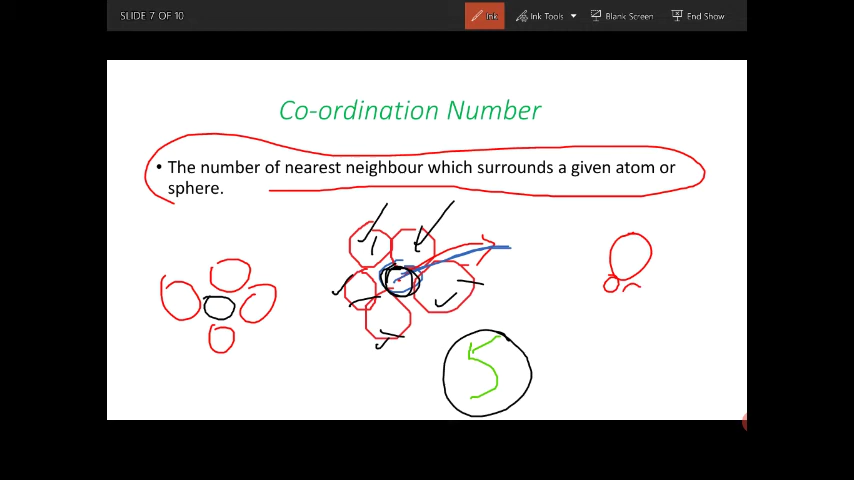 SLIDE 7 OF 10
Ink Ink Tools Blank Screen End Show
Co-ordination Number
• The number of nearest neighbour which surrounds a given atom or
sphere.
5